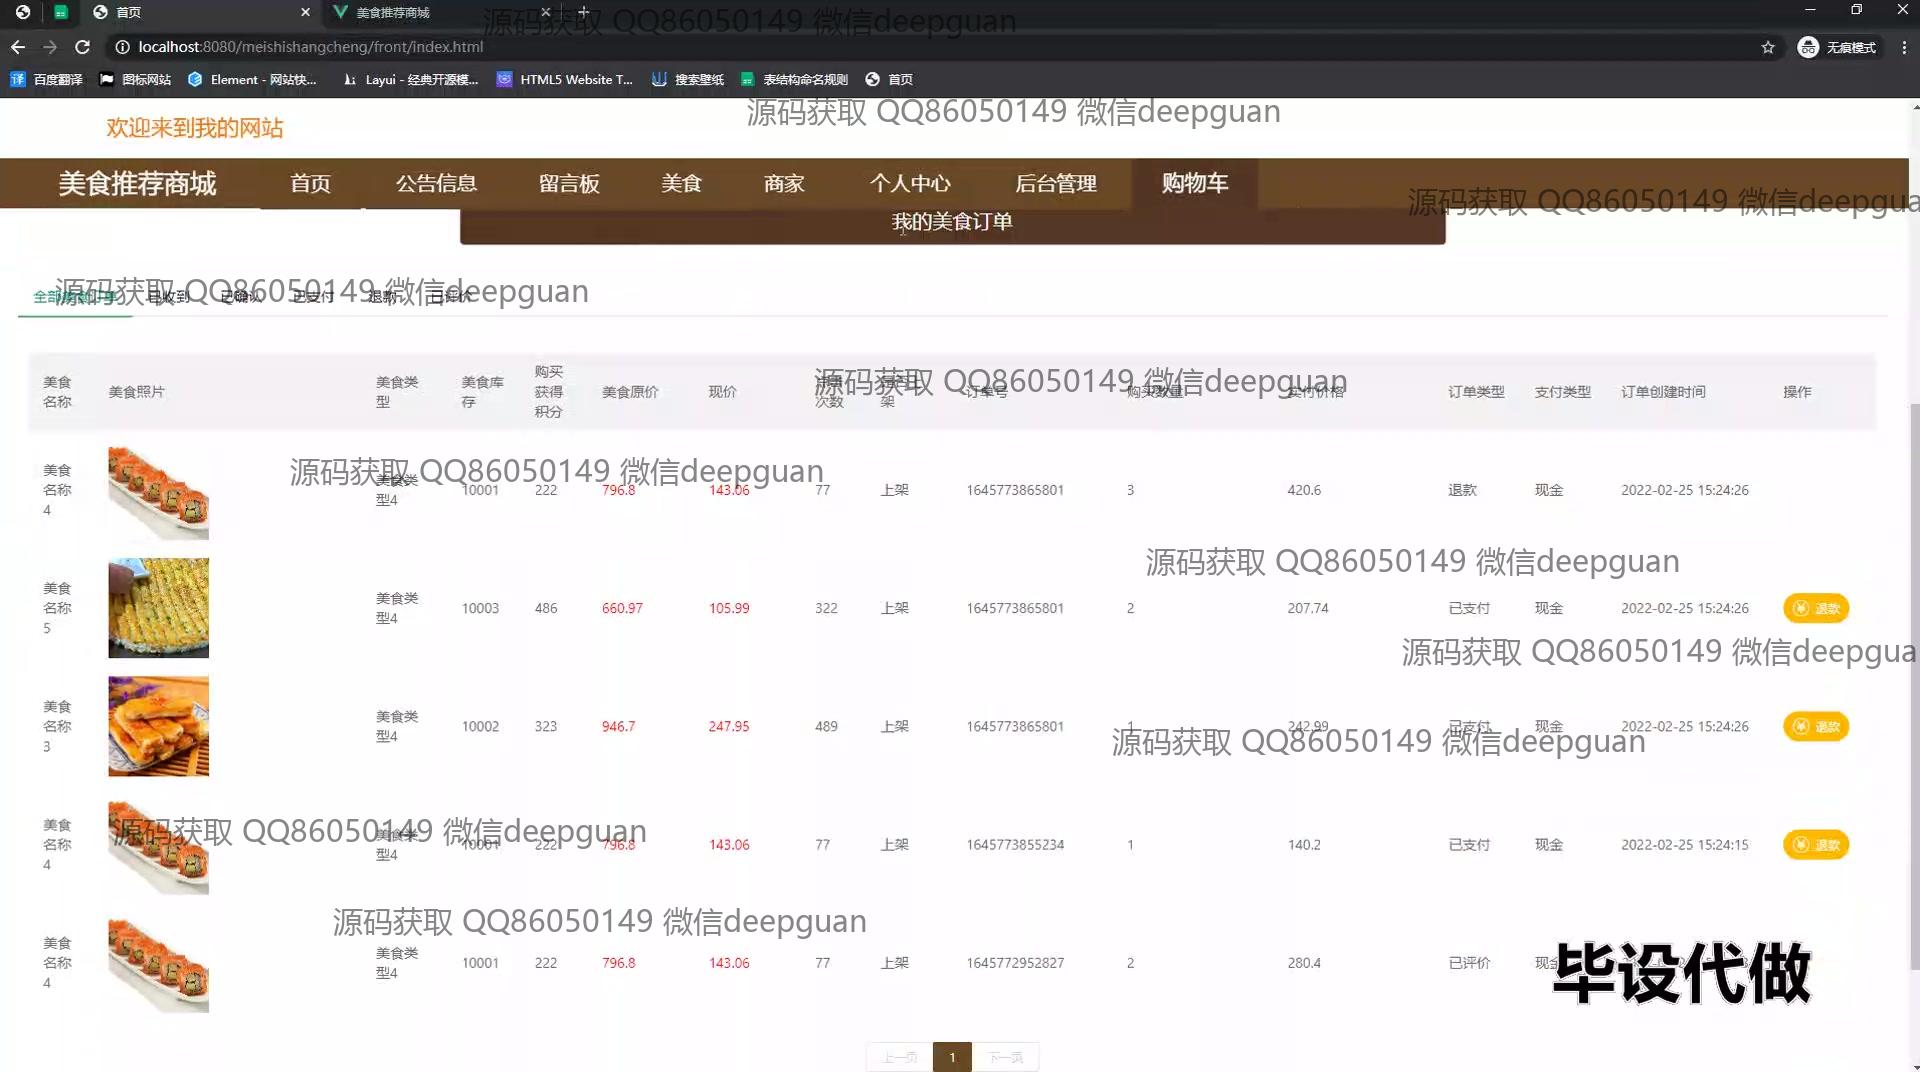 首页
美食推荐商城
源码获取 QQ86050149 微信deepguan
localhost:8080/meishishangcheng/front/index.html
无痕模式
百度翻译
图标网站
Element - 网站快...
Layui - 经典开源模...
HTML5 Website T...
搜索壁纸
表结构命名规则
首页
源码获取 QQ86050149 微信deepguan
欢迎来到我的网站
美食推荐商城 首页 公告信息 留言板 美食 商家 个人中心 后台管理 购物车
源码获取 QQ86050149 微信deepgua
我的美食订单
源码获取 QQ86050149 微信deepguan
已收到 已确认 已支付 退款 已评价
美食名称 美食照片 美食类型 美食库存 购买获得积分 美食原价 现价 次数 架 订单号 购买数量 实付价格 订单类型 支付类型 订单创建时间 操作
源码获取 QQ86050149 微信deepguan
源码获取 QQ86050149 微信deepguan
美食名称4 美食类型4 10001 222 796.8 143.06 77 上架 1645773865801 3 420.6 退款 现金 2022-02-25 15:24:26
源码获取 QQ86050149 微信deepguan
美食名称5 美食类型4 10003 486 660.97 105.99 322 上架 1645773865801 2 207.74 已支付 现金 2022-02-25 15:24:26 退款
源码获取 QQ86050149 微信deepgua
美食名称3 美食类型4 10002 323 946.7 247.95 489 上架 1645773865801 1 242.99 已支付 现金 2022-02-25 15:24:26 退款
源码获取 QQ86050149 微信deepguan
源码获取 QQ86050149 微信deepguan
美食名称4 美食类型4 10001 222 796.8 143.06 77 上架 1645773855234 1 140.2 已支付 现金 2022-02-25 15:24:15 退款
源码获取 QQ86050149 微信deepguan
美食名称4 美食类型4 10001 222 796.8 143.06 77 上架 1645772952827 2 280.4 已评价 现金
毕设代做
上一页 1 下一页